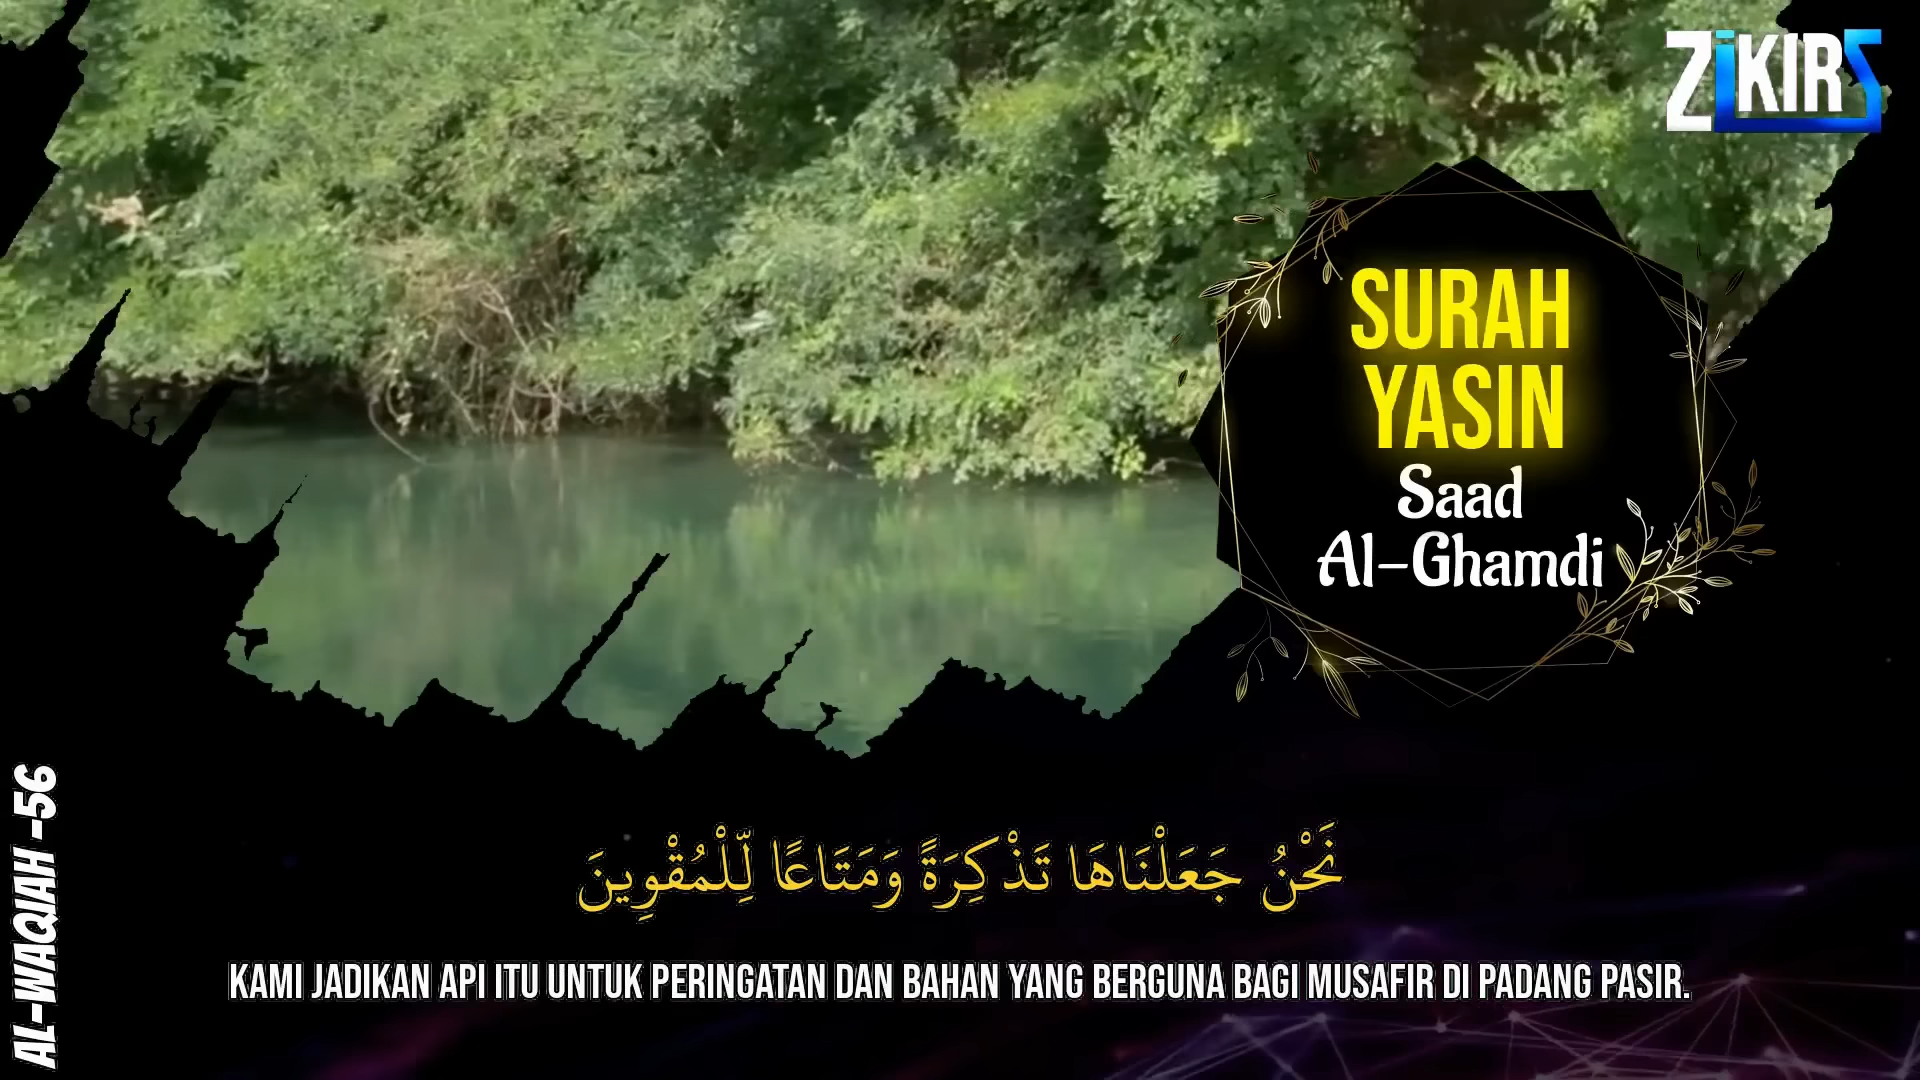 ZiKIRS
SURAH
YASIN
Saad
Al-Ghamdi
نَحْنُ جَعَلْنَاهَا تَذْكِرَةً وَمَتَاعًا لِّلْمُقْوِينَ
KAMI JADIKAN API ITU UNTUK PERINGATAN DAN BAHAN YANG BERGUNA BAGI MUSAFIR DI PADANG PASIR.
AL-WAQIAH -56